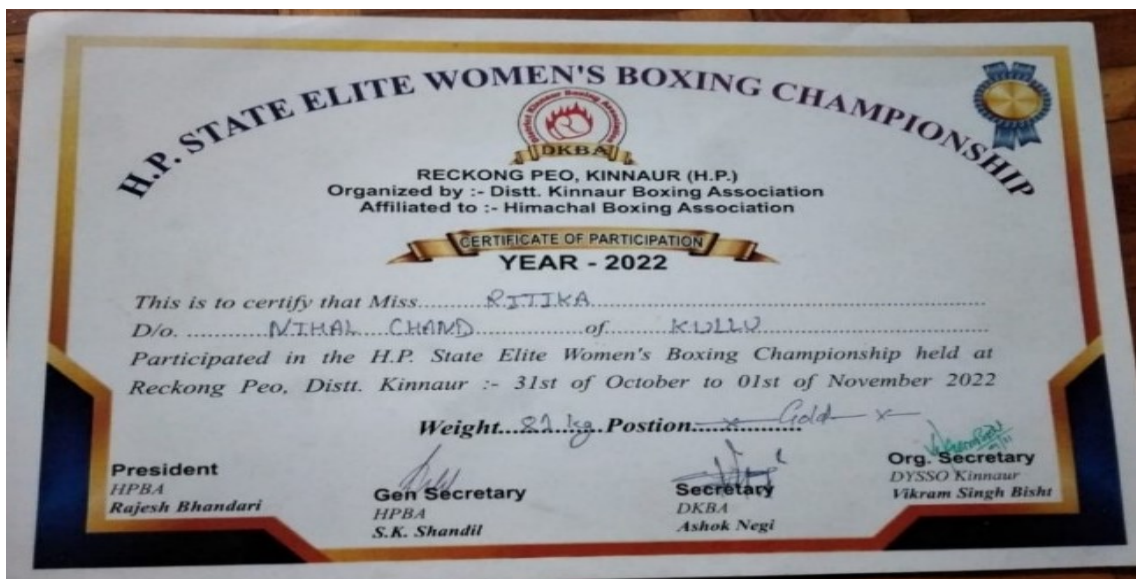 H.P. STATE ELITE WOMEN'S BOXING CHAMPIONSHIP
District Kinnaur Boxing Association
DKBA
RECKONG PEO, KINNAUR (H.P.)
Organized by :- Distt. Kinnaur Boxing Association
Affiliated to :- Himachal Boxing Association
CERTIFICATE OF PARTICIPATION
YEAR - 2022
This is to certify that Miss.......RITIKA.......
D/o. .......NIHAL CHAND.......of.......KULLU.......
Participated in the H.P. State Elite Women's Boxing Championship held at
Reckong Peo, Distt. Kinnaur :- 31st of October to 01st of November 2022
Weight...81 kg...Postion...x Gold x
President
HPBA
Rajesh Bhandari
Gen Secretary
HPBA
S.K. Shandil
Secretary
DKBA
Ashok Negi
Org. Secretary
DYSSO Kinnaur
Vikram Singh Bisht